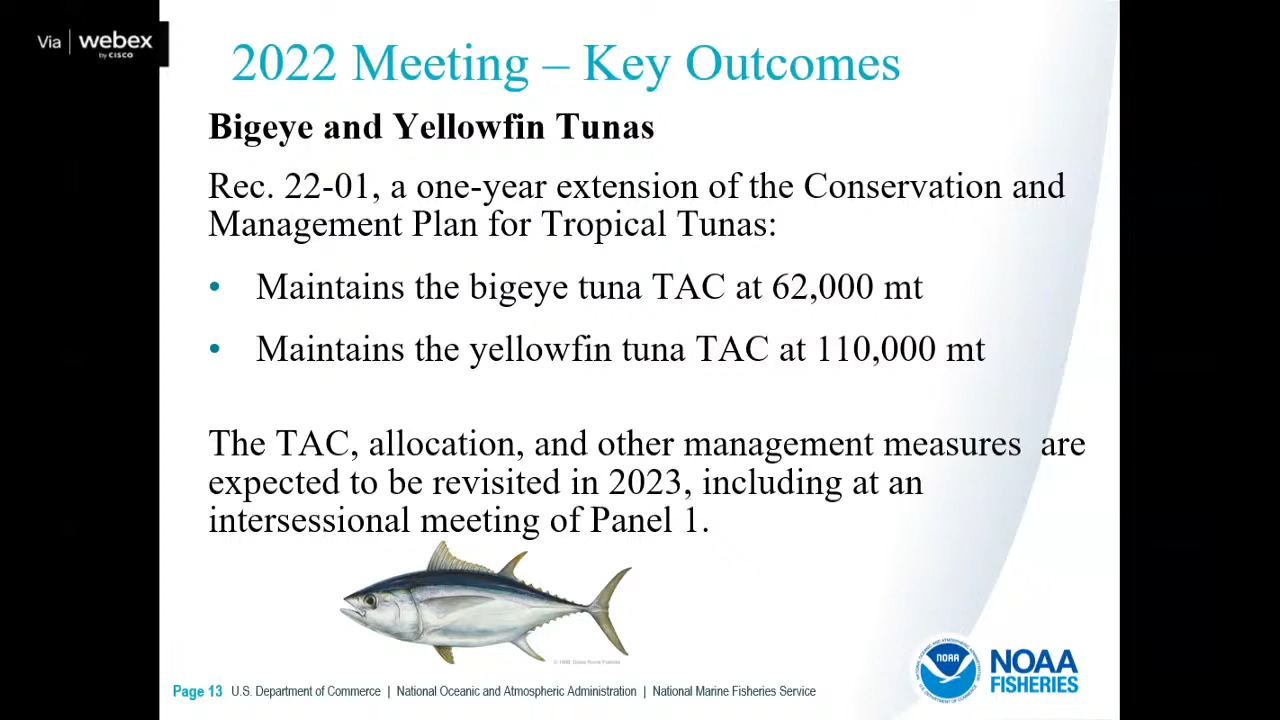 Via webex
by CISCO
2022 Meeting – Key Outcomes
Bigeye and Yellowfin Tunas
Rec. 22-01, a one-year extension of the Conservation and
Management Plan for Tropical Tunas:
• Maintains the bigeye tuna TAC at 62,000 mt
• Maintains the yellowfin tuna TAC at 110,000 mt
The TAC, allocation, and other management measures  are
expected to be revisited in 2023, including at an
intersessional meeting of Panel 1.
NOAA
NOAA
FISHERIES
Page 13 U.S. Department of Commerce | National Oceanic and Atmospheric Administration | National Marine Fisheries Service